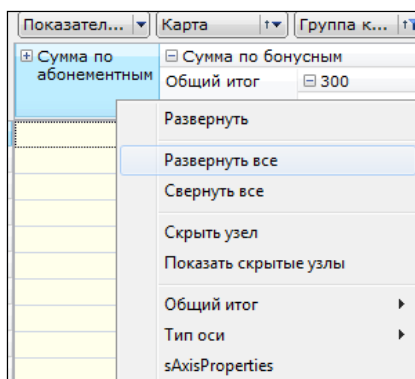 Показател... Карта Группа к...
Сумма по абонементным Сумма по бонусным
Общий итог 300
Развернуть
Развернуть все
Свернуть все
Скрыть узел
Показать скрытые узлы
Общий итог
Тип оси
sAxisProperties